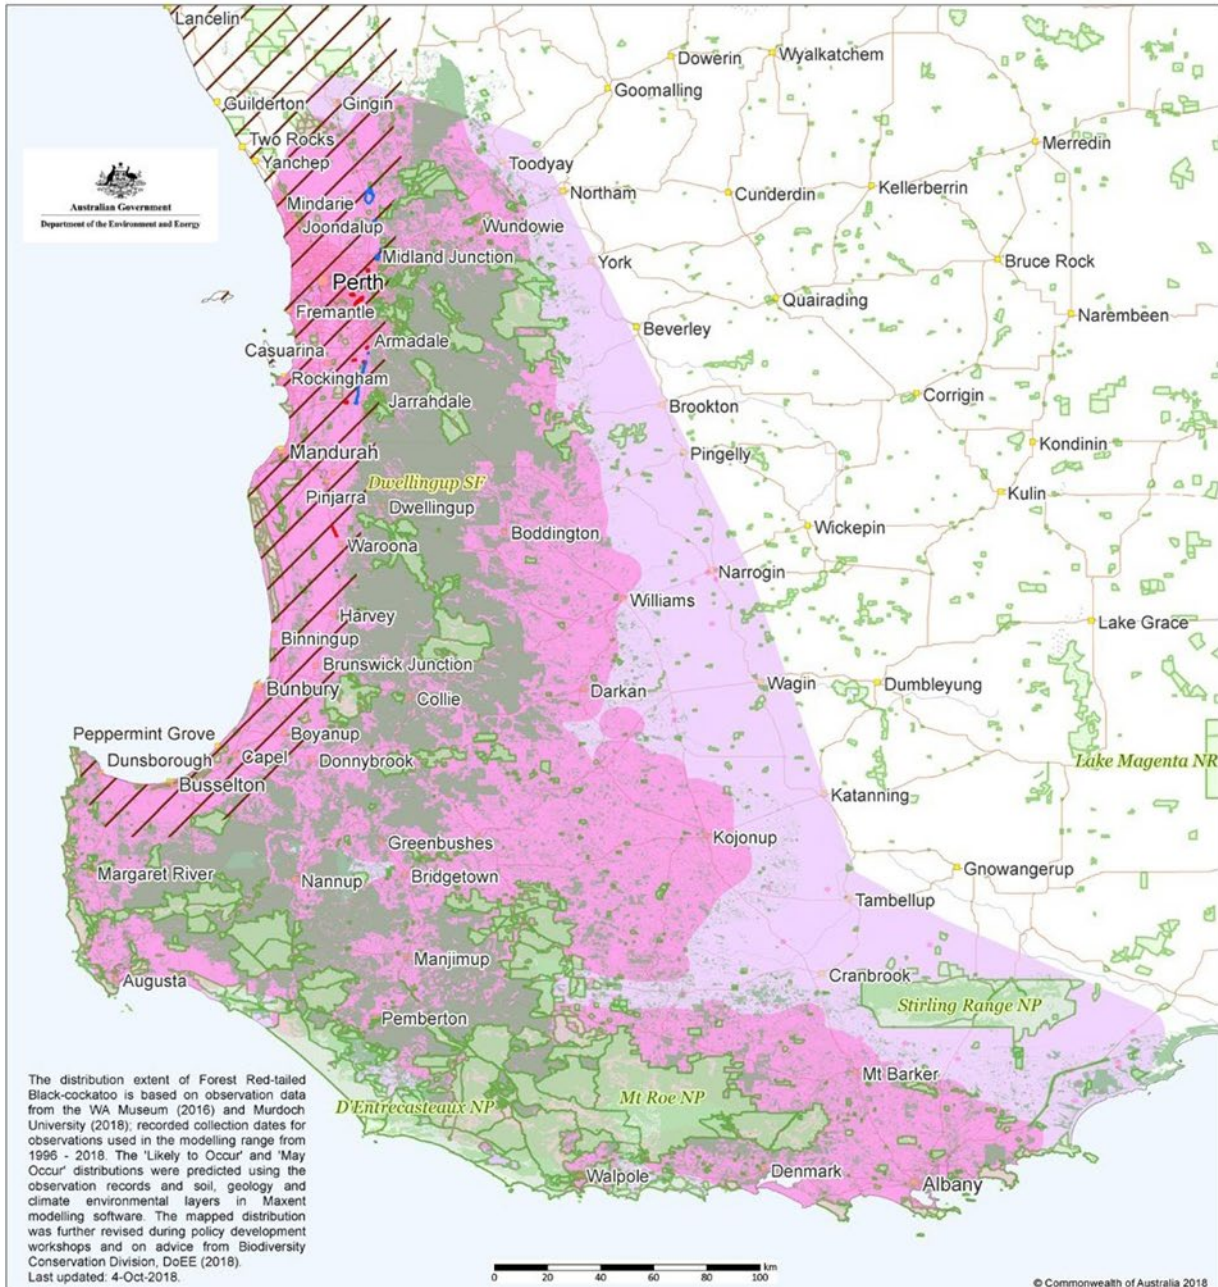 Lancelin
Dowerin
Wyalkatchem
Goomalling
Guilderton
Gingin
Two Rocks
Yanchep
Toodyay
Merredin
Australian Government
Department of the Environment and Energy
Northam
Cunderdin
Kellerberrin
Mindarie
Joondalup
Wundowie
Midland Junction
York
Bruce Rock
Perth
Quairading
Fremantle
Narembeen
Beverley
Armadale
Casuarina
Rockingham
Jarrahdale
Corrigin
Brookton
Mandurah
Pingelly
Kondinin
Dwellingup SF
Pinjarra
Kulin
Dwellingup
Wickepin
Boddington
Waroona
Narrogin
Williams
Harvey
Lake Grace
Binningup
Brunswick Junction
Bunbury
Collie
Darkan
Wagin
Dumbleyung
Peppermint Grove
Boyanup
Dunsborough
Capel
Donnybrook
Lake Magenta NR
Busselton
Katanning
Greenbushes
Kojonup
Margaret River
Nannup
Bridgetown
Gnowangerup
Tambellup
Manjimup
Augusta
Cranbrook
Stirling Range NP
Pemberton
Mt Barker
Mt Roe NP
D'Entrecasteaux NP
Walpole
Denmark
Albany
The distribution extent of Forest Red-tailed
Black-cockatoo is based on observation data
from the WA Museum (2016) and Murdoch
University (2018); recorded collection dates for
observations used in the modelling range from
1996 - 2018. The 'Likely to Occur' and 'May
Occur' distributions were predicted using the
observation records and soil, geology and
climate environmental layers in Maxent
modelling software. The mapped distribution
was further revised during policy development
workshops and on advice from Biodiversity
Conservation Division, DoEE (2018).
Last updated: 4-Oct-2018.
km
0 20 40 60 80 100
© Commonwealth of Australia 2018